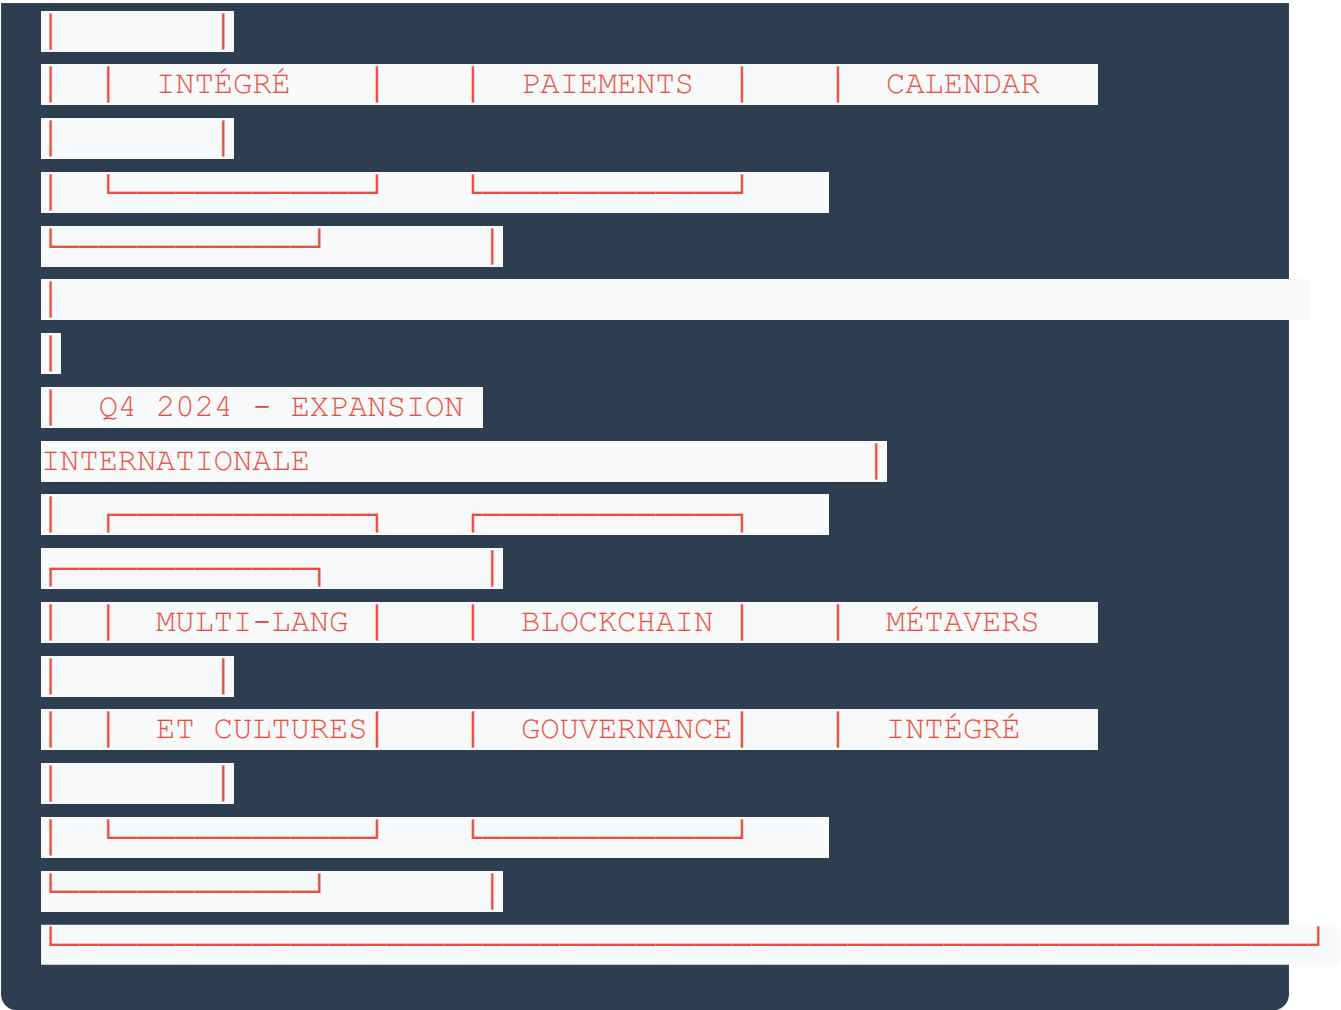 │        │
│  │  INTÉGRÉ    │    │  PAIEMENTS  │    │  CALENDAR
│        │
│  └─────────────┘    └─────────────┘
└─────────────┘        │
│
│
│  Q4 2024 - EXPANSION
INTERNATIONALE                             │
│  ┌─────────────┐    ┌─────────────┐
┌─────────────┐        │
│  │  MULTI-LANG │    │  BLOCKCHAIN │    │  MÉTAVERS
│        │
│  │  ET CULTURES│    │  GOUVERNANCE│    │  INTÉGRÉ
│        │
│  └─────────────┘    └─────────────┘
└─────────────┘        │
└─────────────────────────────────────────────────────────────────┘